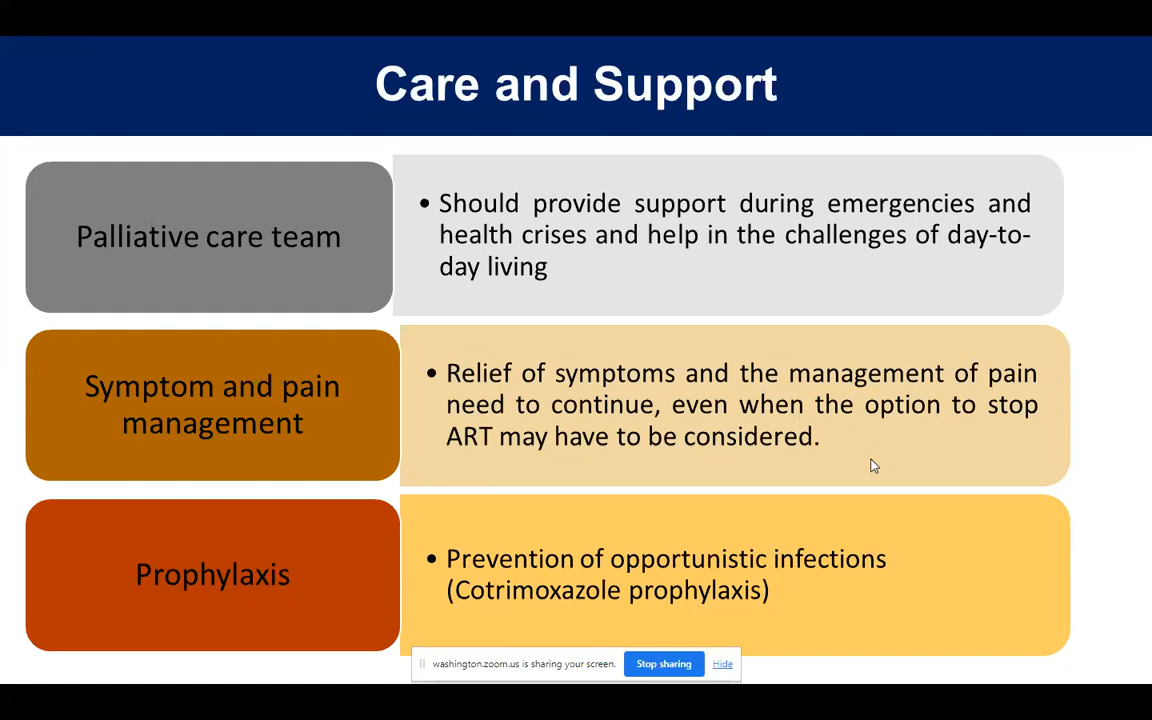 Care and Support
Palliative care team
• Should provide support during emergencies and
health crises and help in the challenges of day-to-
day living
Symptom and pain
management
• Relief of symptoms and the management of pain
need to continue, even when the option to stop
ART may have to be considered.
Prophylaxis
• Prevention of opportunistic infections
(Cotrimoxazole prophylaxis)
washington.zoom.us is sharing your screen. Stop sharing Hide